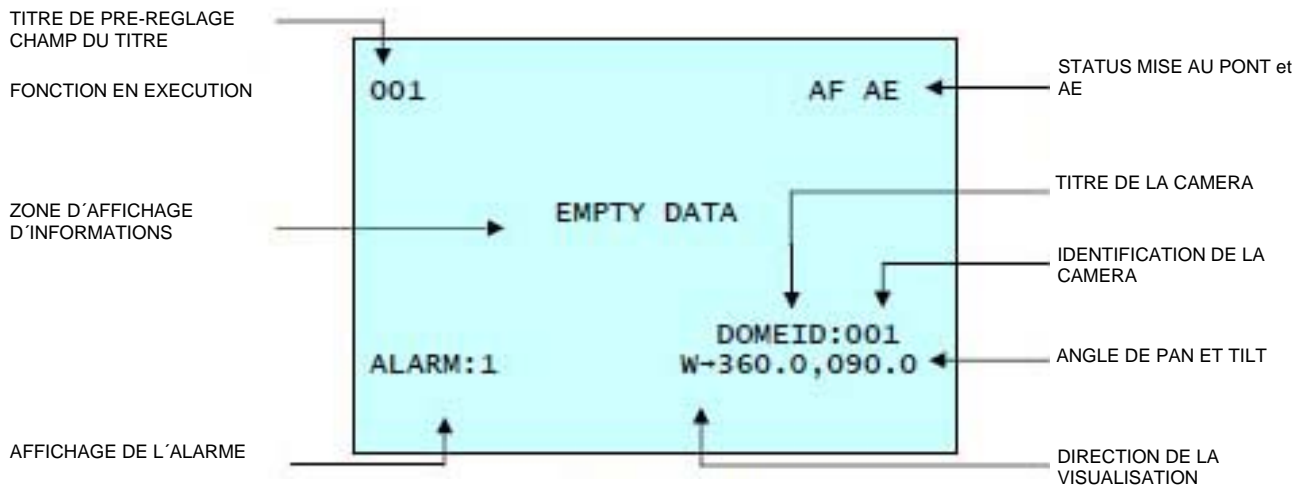 TITRE DE PRE-REGLAGE
CHAMP DU TITRE
FONCTION EN EXECUTION
ZONE D´AFFICHAGE
D´INFORMATIONS
AFFICHAGE DE L´ALARME
001
AF AE
EMPTY DATA
DOMEID:001
ALARM:1
W→360.0,090.0
STATUS MISE AU PONT et
AE
TITRE DE LA CAMERA
IDENTIFICATION DE LA
CAMERA
ANGLE DE PAN ET TILT
DIRECTION DE LA
VISUALISATION